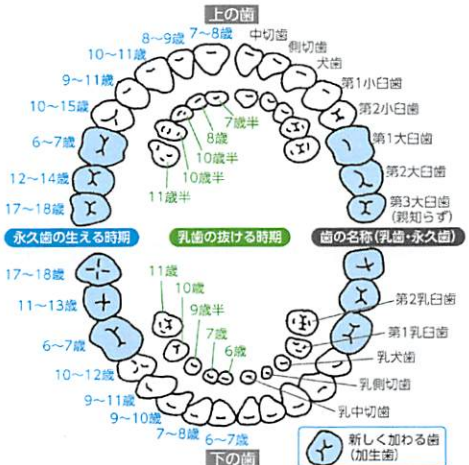 上の歯
7～8歳
8～9歳
10～11歳
9～11歳
10～15歳
6～7歳
12～14歳
17～18歳
中切歯
側切歯
犬歯
第1小臼歯
第2小臼歯
第1大臼歯
第2大臼歯
第3大臼歯
(親知らず)
7歳半
8歳
10歳半
10歳半
11歳半
永久歯の生える時期
乳歯の抜ける時期
歯の名称(乳歯・永久歯)
17～18歳
11～13歳
6～7歳
10～12歳
9～11歳
9～10歳
7～8歳
6～7歳
11歳
10歳
9歳半
7歳
6歳
第2乳臼歯
第1乳臼歯
乳犬歯
乳側切歯
乳中切歯
下の歯
新しく加わる歯
(加生歯)